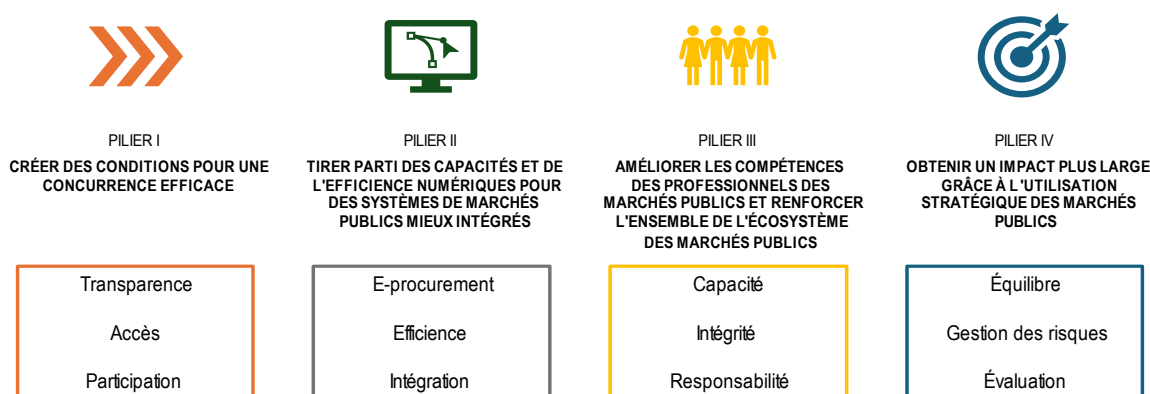 PILIER I
CRÉER DES CONDITIONS POUR UNE
CONCURRENCE EFFICACE
Transparence
Accès
Participation
PILIER II
TIRER PARTI DES CAPACITÉS ET DE
L'EFFICIENCE NUMÉRIQUES POUR
DES SYSTÈMES DE MARCHÉS
PUBLICS MIEUX INTÉGRÉS
E-procurement
Efficience
Intégration
PILIER III
AMÉLIORER LES COMPÉTENCES
DES PROFESSIONNELS DES
MARCHÉS PUBLICS ET RENFORCER
L'ENSEMBLE DE L'ÉCOSYSTÈME
DES MARCHÉS PUBLICS
Capacité
Intégrité
Responsabilité
PILIER IV
OBTENIR UN IMPACT PLUS LARGE
GRÂCE À L'UTILISATION
STRATÉGIQUE DES MARCHÉS
PUBLICS
Équilibre
Gestion des risques
Évaluation